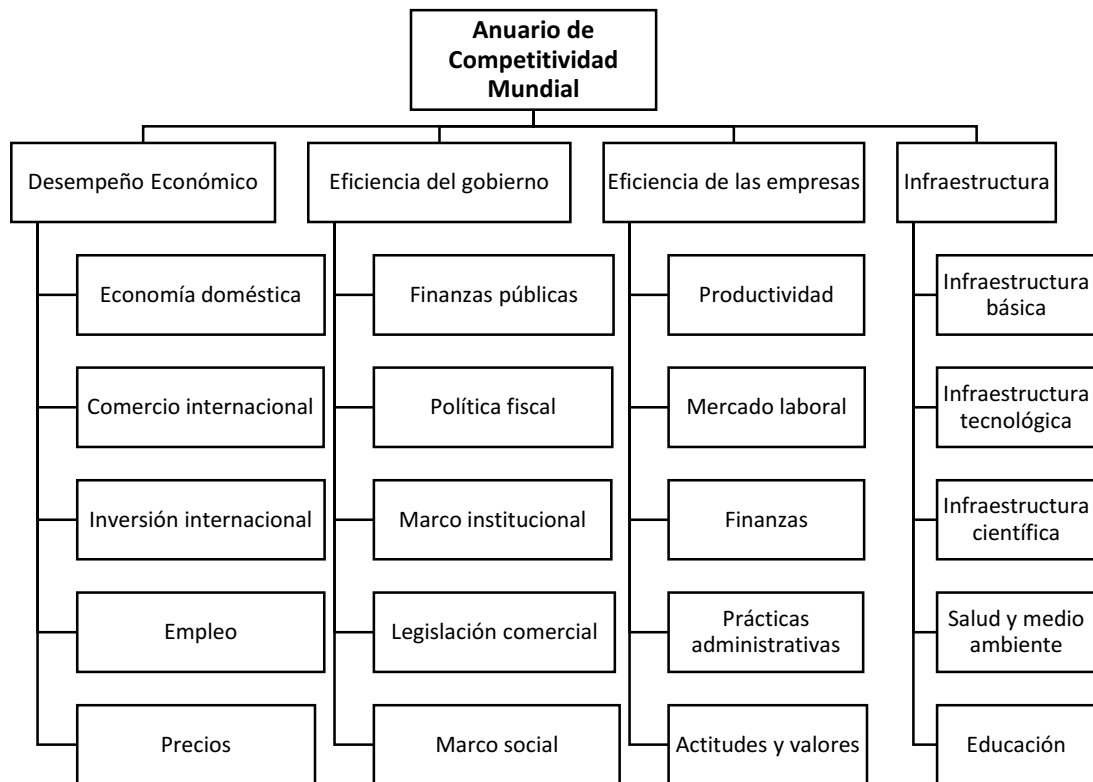 Anuario de
Competitividad
Mundial
Desempeño Económico
Eficiencia del gobierno
Eficiencia de las empresas
Infraestructura
Economía doméstica
Finanzas públicas
Productividad
Infraestructura
básica
Comercio internacional
Política fiscal
Mercado laboral
Infraestructura
tecnológica
Inversión internacional
Marco institucional
Finanzas
Infraestructura
científica
Empleo
Legislación comercial
Prácticas
administrativas
Salud y medio
ambiente
Precios
Marco social
Actitudes y valores
Educación